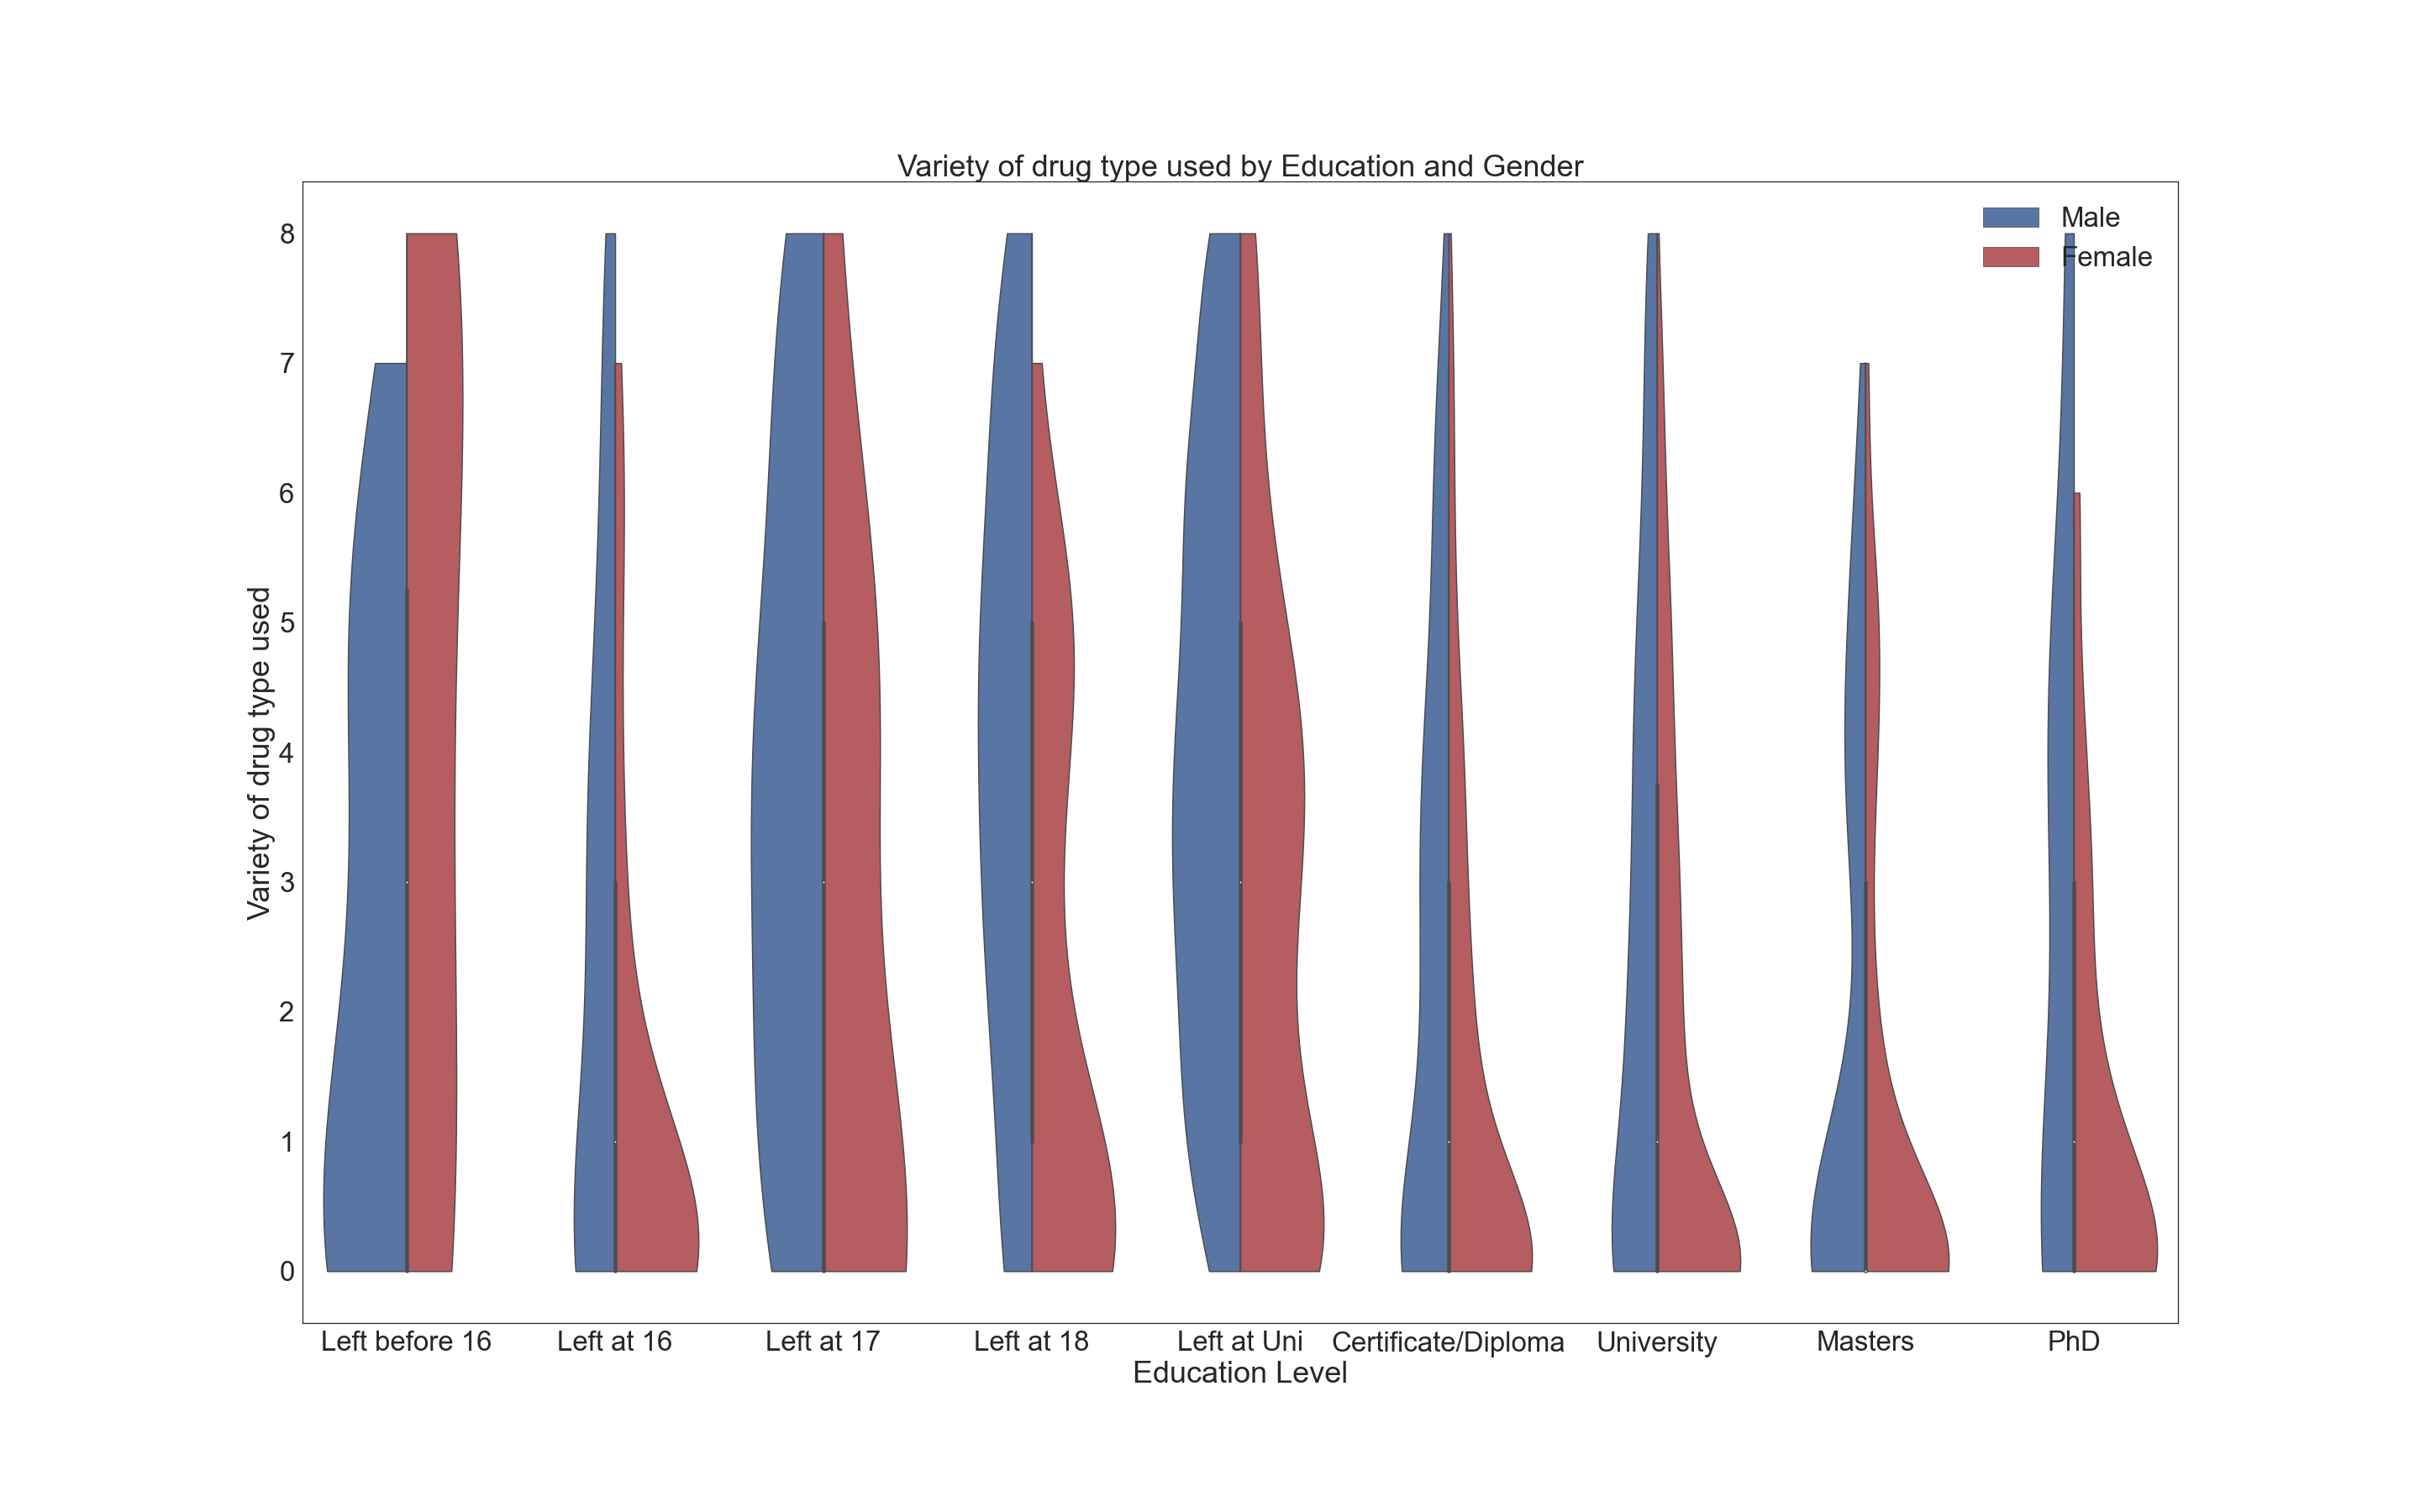 Variety of drug type used by Education and Gender
Male
Female
8
7
6
5
4
3
2
1
0
Variety of drug type used
Left before 16
Left at 16
Left at 17
Left at 18
Left at Uni
Certificate/Diploma
University
Masters
PhD
Education Level